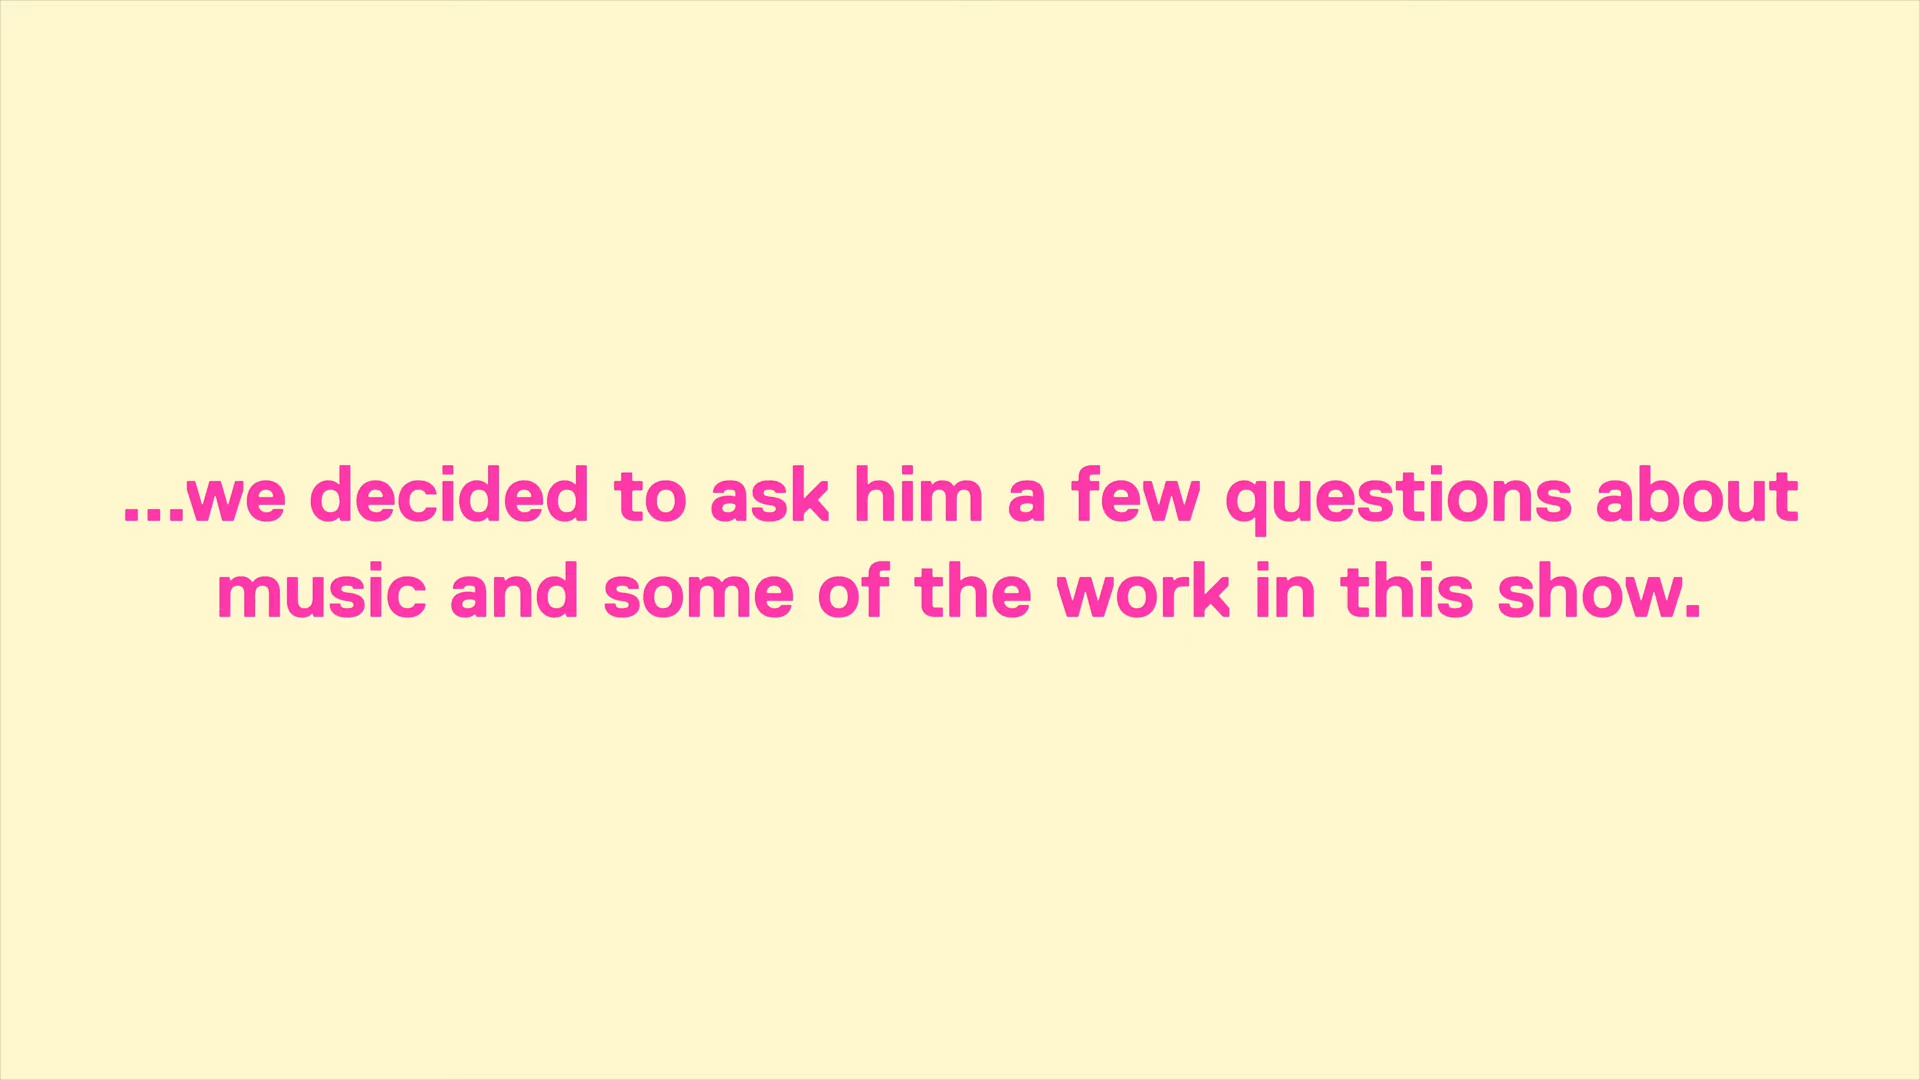 ...we decided to ask him a few questions about
music and some of the work in this show.